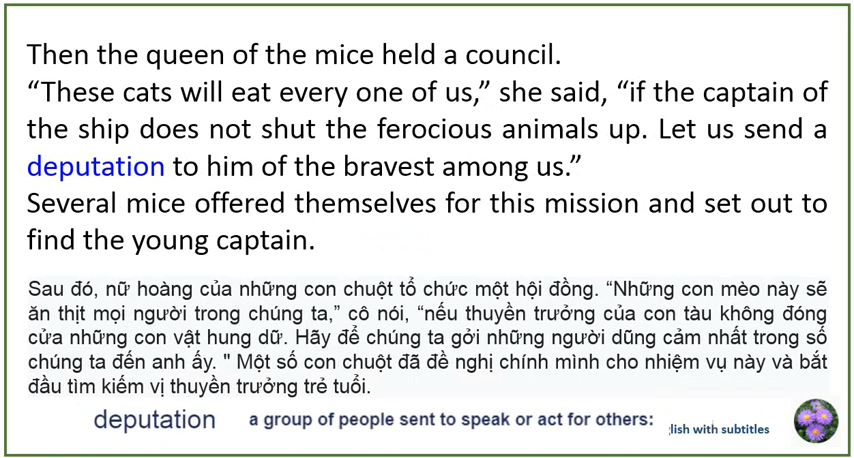 Then the queen of the mice held a council.
“These cats will eat every one of us,” she said, “if the captain of
the ship does not shut the ferocious animals up. Let us send a
deputation to him of the bravest among us.”
Several mice offered themselves for this mission and set out to
find the young captain.
Sau đó, nữ hoàng của những con chuột tổ chức một hội đồng. “Những con mèo này sẽ
ăn thịt mọi người trong chúng ta,” cô nói, “nếu thuyền trưởng của con tàu không đóng
cửa những con vật hung dữ. Hãy để chúng ta gởi những người dũng cảm nhất trong số
chúng ta đến anh ấy. " Một số con chuột đã đề nghị chính mình cho nhiệm vụ này và bắt
đầu tìm kiếm vị thuyền trưởng trẻ tuổi.
deputation a group of people sent to speak or act for others:
lish with subtitles